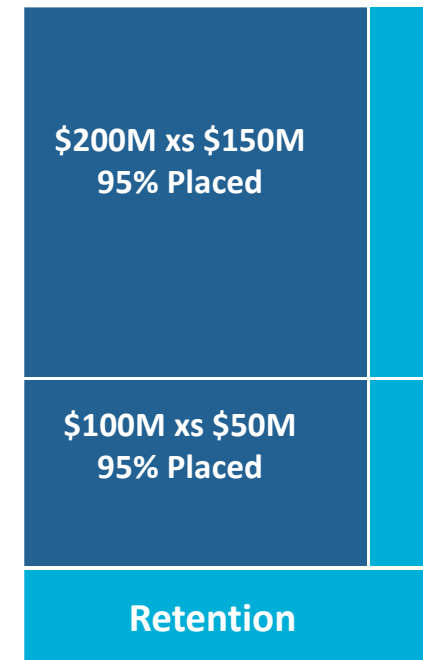 $200M xs $150M
95% Placed
$100M xs $50M
95% Placed
Retention